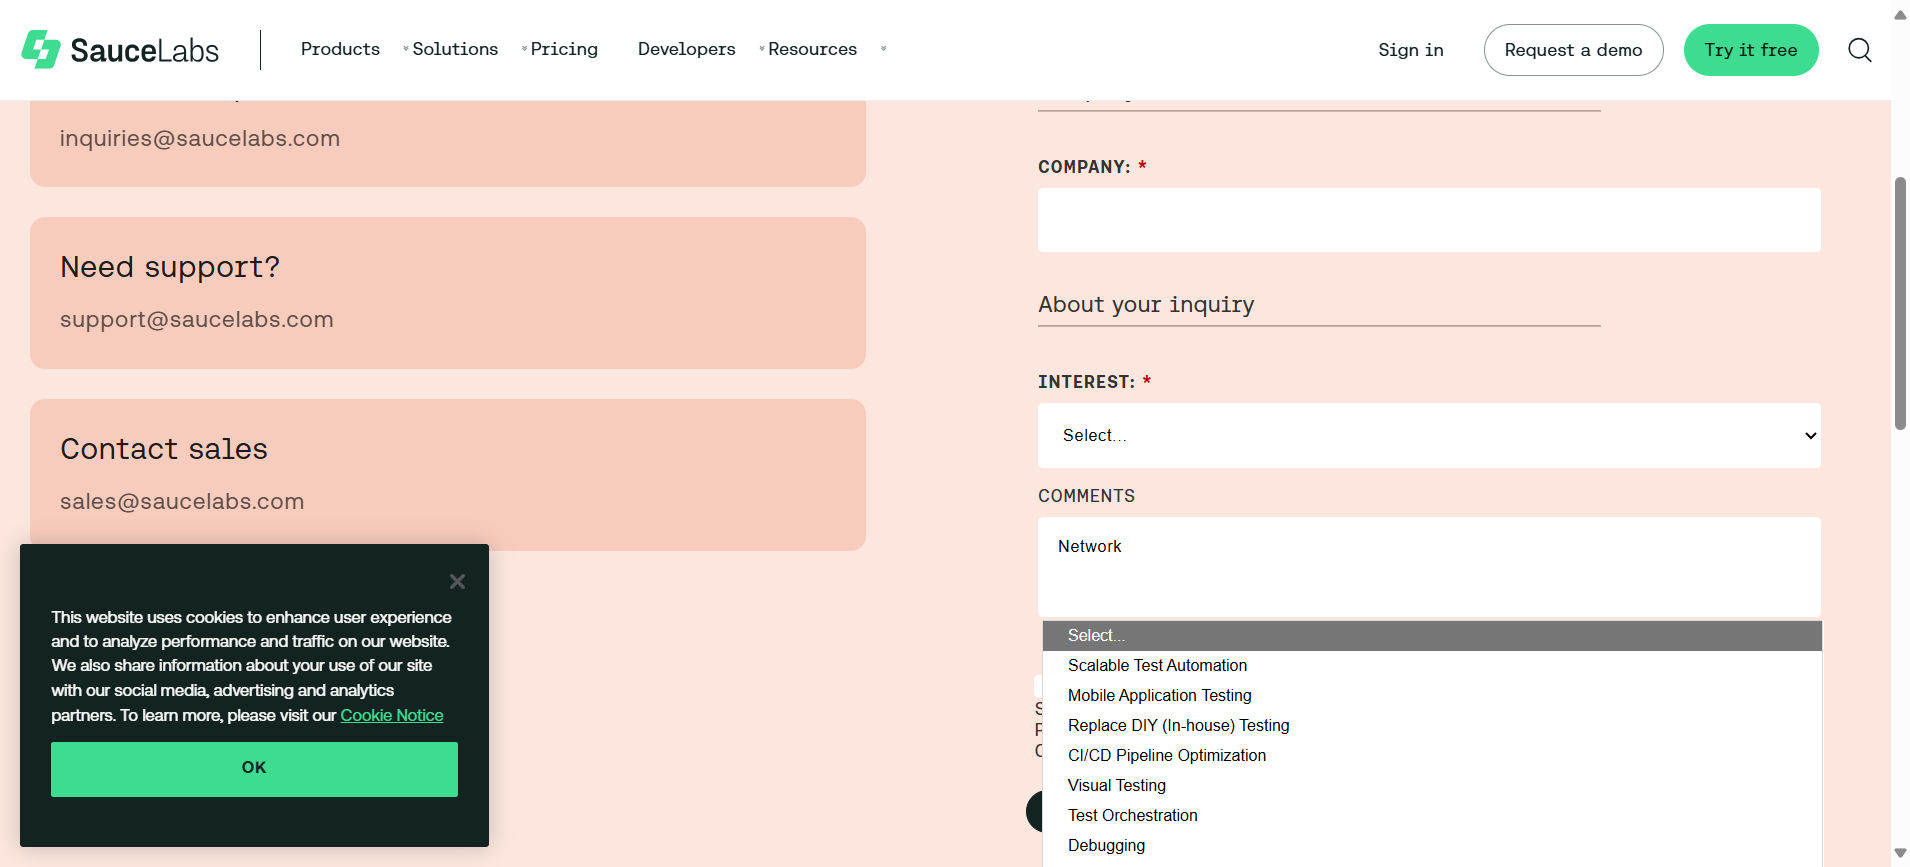 SauceLabs
Products
Solutions
Pricing
Developers
Resources
Sign in
Request a demo
Try it free
inquiries@saucelabs.com
Need support?
support@saucelabs.com
Contact sales
sales@saucelabs.com
This website uses cookies to enhance user experience
and to analyze performance and traffic on our website.
We also share information about your use of our site
with our social media, advertising and analytics
partners. To learn more, please visit our Cookie Notice
OK
COMPANY: *
About your inquiry
INTEREST: *
Select...
COMMENTS
Network
Select...
Scalable Test Automation
Mobile Application Testing
Replace DIY (In-house) Testing
CI/CD Pipeline Optimization
Visual Testing
Test Orchestration
Debugging